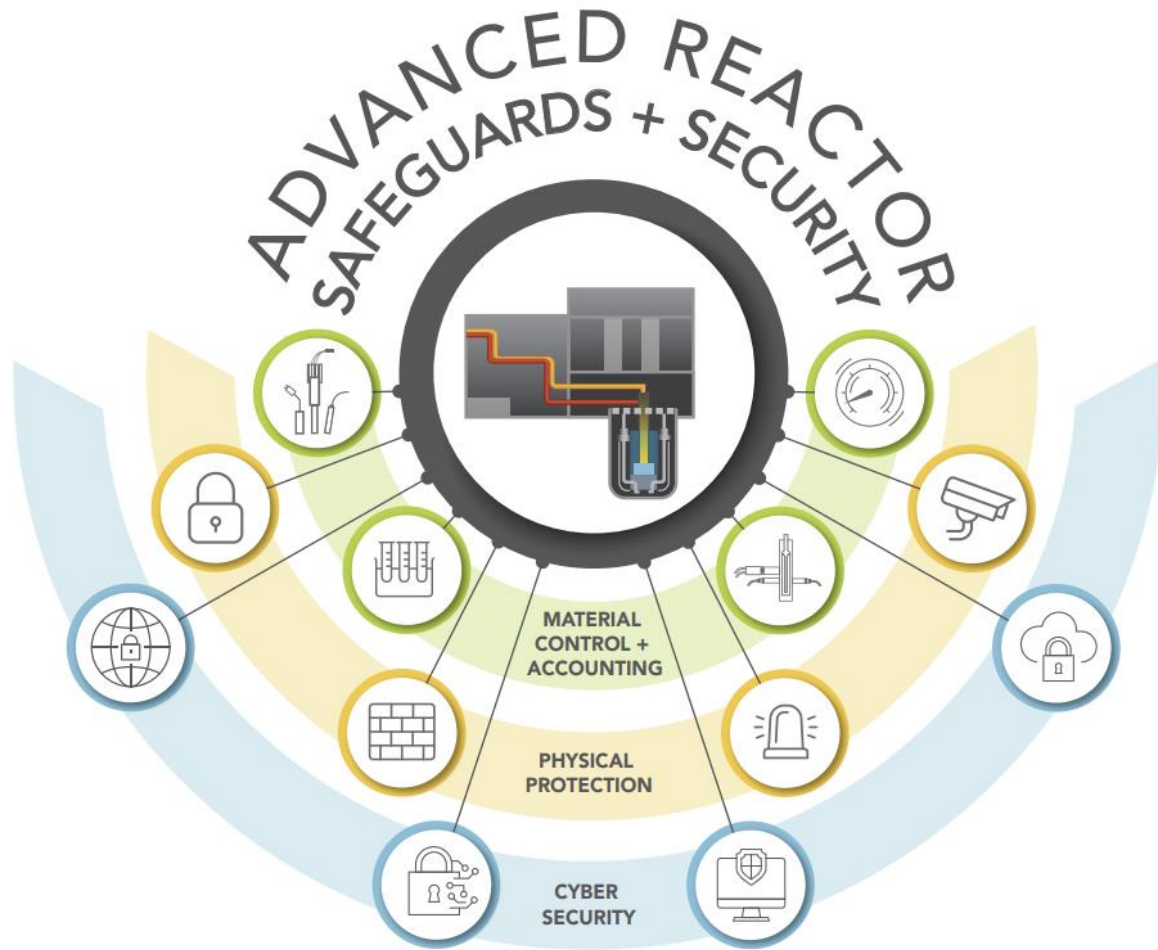 ADVANCED REACTOR
SAFEGUARDS + SECURITY
MATERIAL
CONTROL +
ACCOUNTING
PHYSICAL
PROTECTION
CYBER
SECURITY